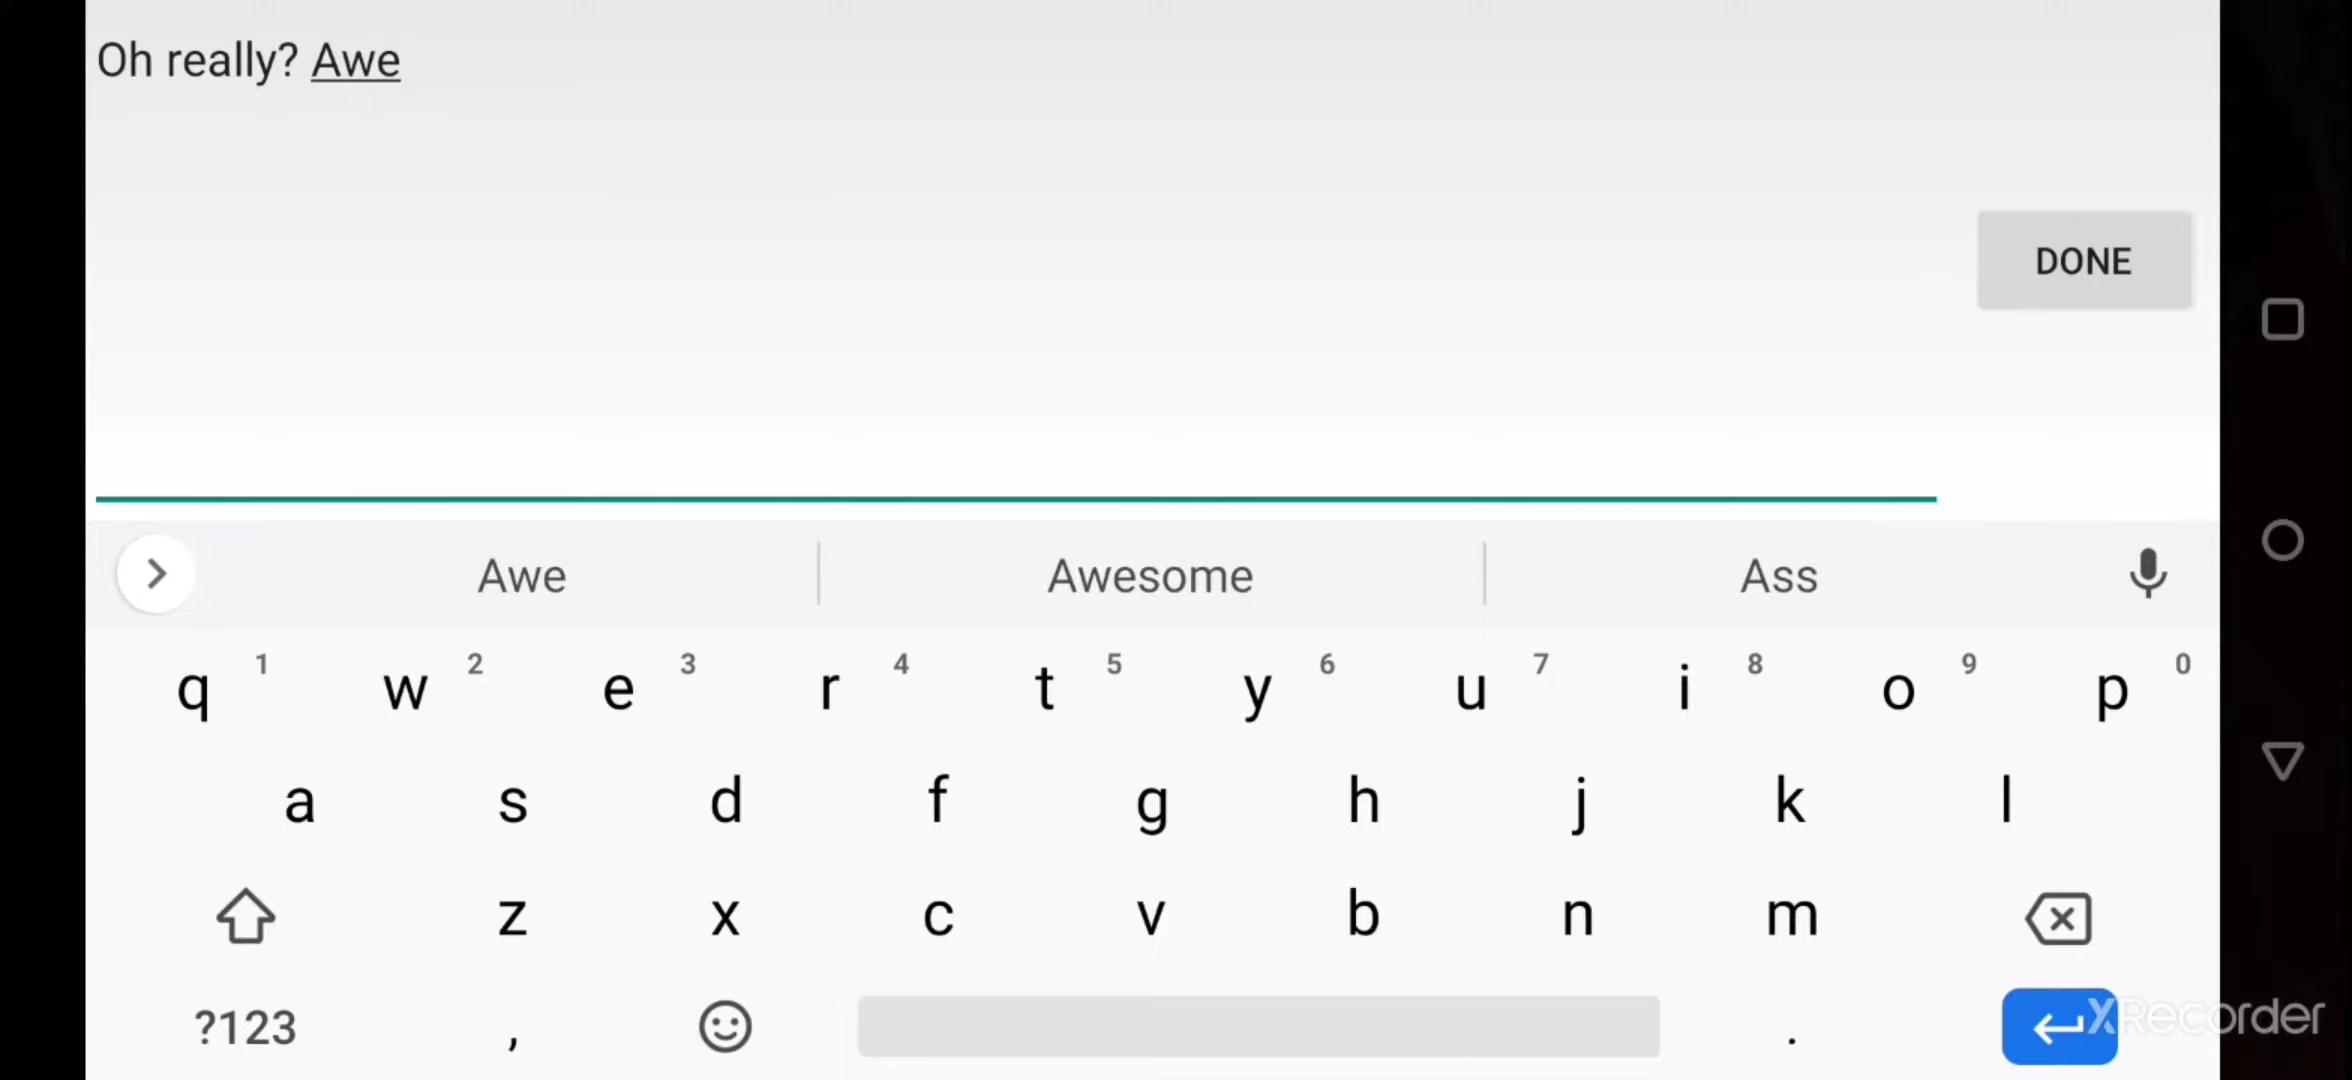 Oh really? Awe
DONE
Awe Awesome Ass
q 1 w 2 e 3 r 4 t 5 y 6 u 7 i 8 o 9 p 0
a s d f g h j k l
z x c v b n m
?123 , .
XRecorder